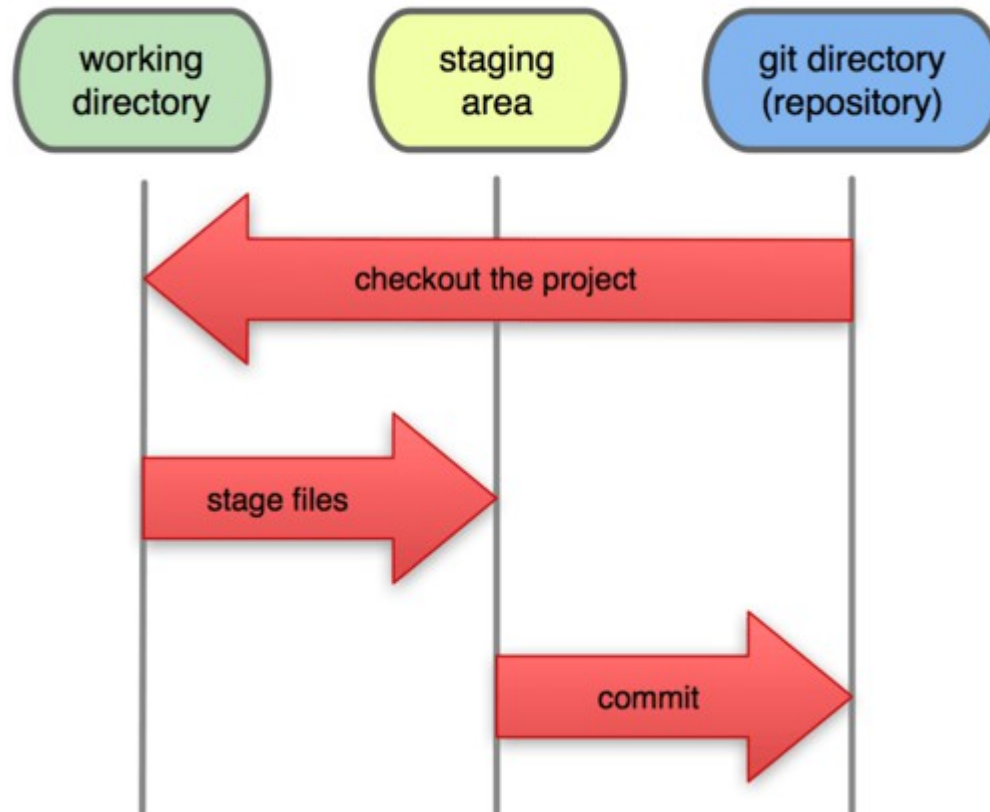 working
directory
staging
area
git directory
(repository)
checkout the project
stage files
commit